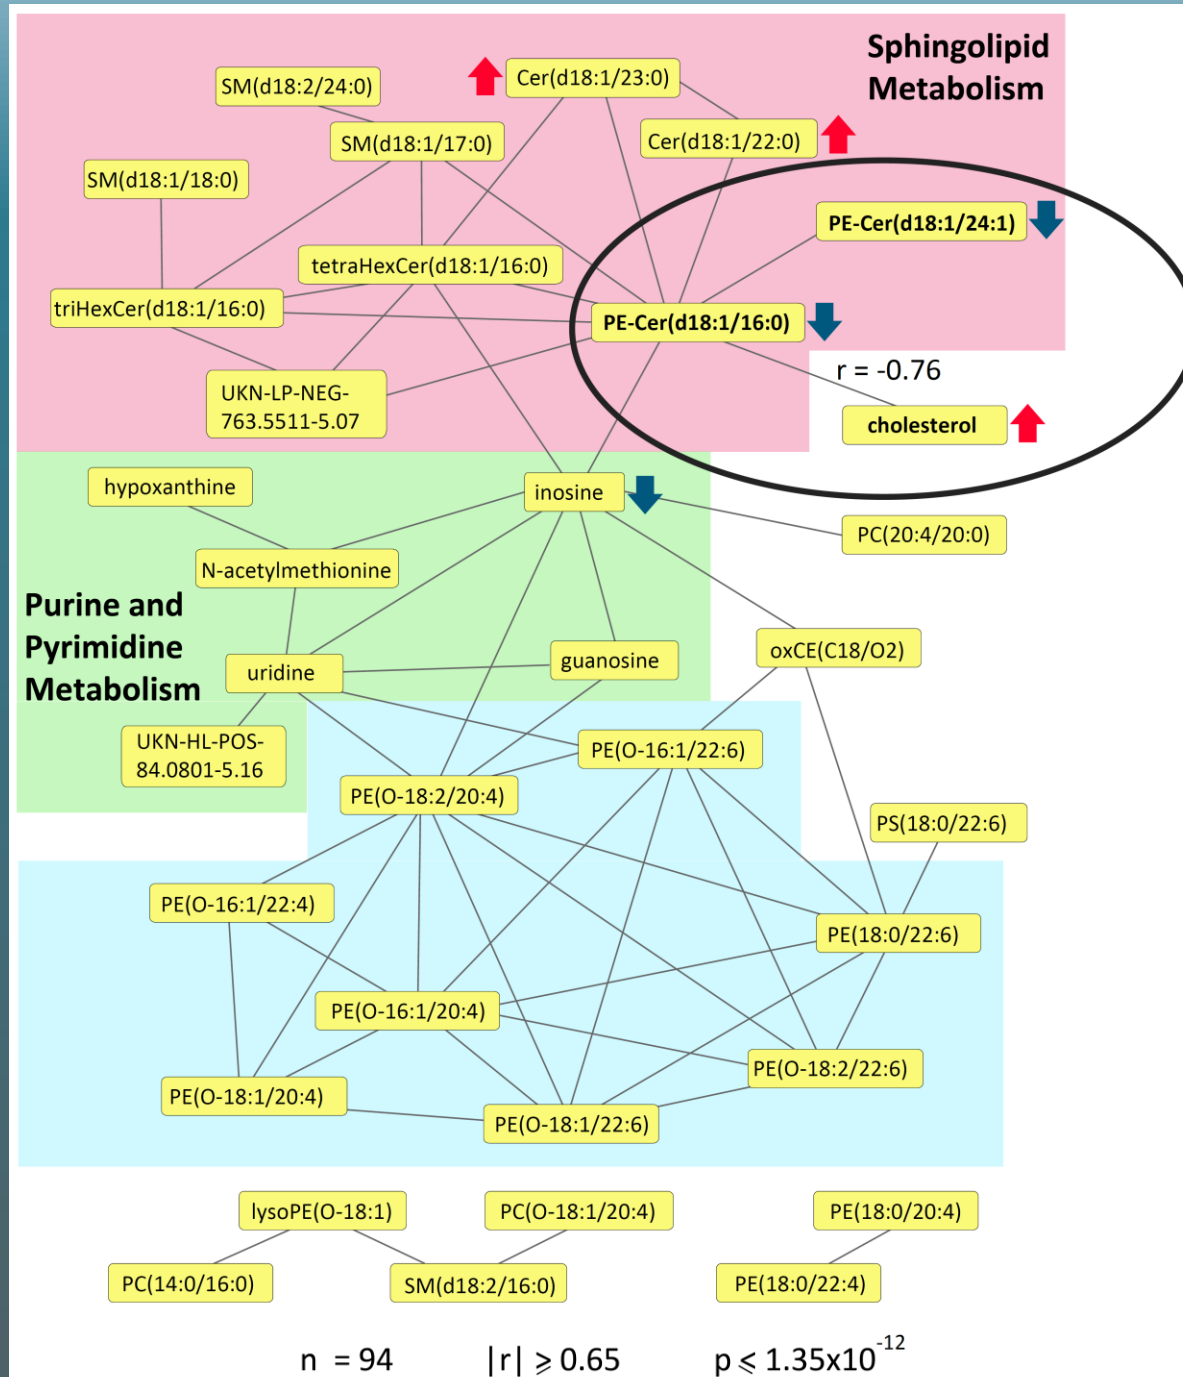 Sphingolipid
Metabolism
SM(d18:2/24:0)
Cer(d18:1/23:0)
SM(d18:1/17:0)
Cer(d18:1/22:0)
SM(d18:1/18:0)
PE-Cer(d18:1/24:1)
tetraHexCer(d18:1/16:0)
triHexCer(d18:1/16:0)
PE-Cer(d18:1/16:0)
r = -0.76
UKN-LP-NEG-
763.5511-5.07
cholesterol
hypoxanthine
inosine
PC(20:4/20:0)
N-acetylmethionine
Purine and
Pyrimidine
Metabolism
uridine
guanosine
oxCE(C18/O2)
UKN-HL-POS-
84.0801-5.16
PE(O-16:1/22:6)
PE(O-18:2/20:4)
PS(18:0/22:6)
PE(O-16:1/22:4)
PE(18:0/22:6)
PE(O-16:1/20:4)
PE(O-18:2/22:6)
PE(O-18:1/20:4)
PE(O-18:1/22:6)
lysoPE(O-18:1)
PC(O-18:1/20:4)
PE(18:0/20:4)
PC(14:0/16:0)
SM(d18:2/16:0)
PE(18:0/22:4)
n = 94 |r| ⩾ 0.65 p ⩽ 1.35x10⁻¹²